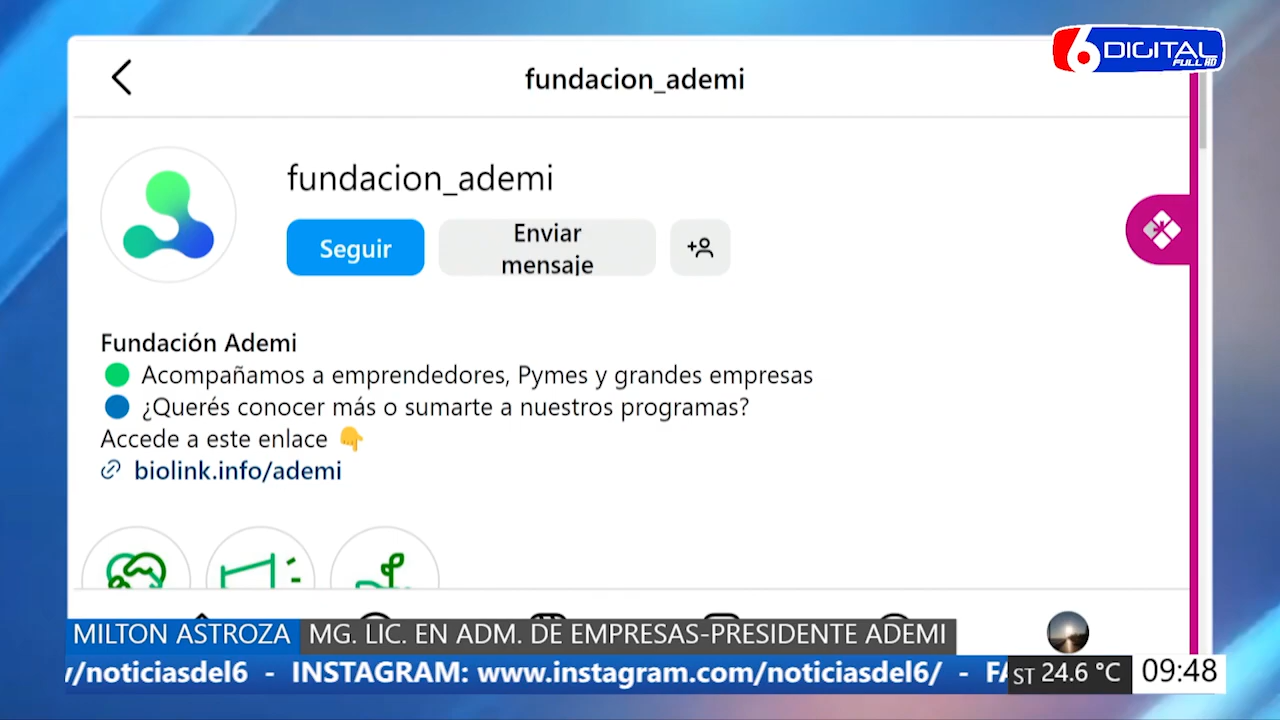 6 DIGITAL
FULL HD
fundacion_ademi
fundacion_ademi
Seguir
Enviar
mensaje
Fundación Ademi
Acompañamos a emprendedores, Pymes y grandes empresas
¿Querés conocer más o sumarte a nuestros programas?
Accede a este enlace
biolink.info/ademi
MILTON ASTROZA MG. LIC. EN ADM. DE EMPRESAS-PRESIDENTE ADEMI
/noticiasdel6 - INSTAGRAM: www.instagram.com/noticiasdel6/ - ST 24.6 °C 09:48